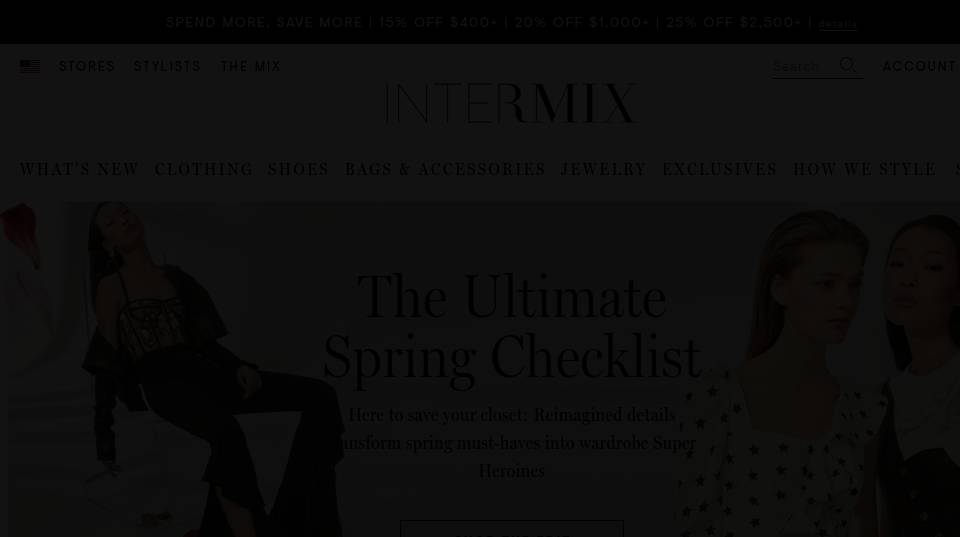 SPEND MORE, SAVE MORE | 15% OFF $400+ | 20% OFF $1,000+ | 25% OFF $2,500+ | details
STORES STYLISTS THE MIX Search ACCOUNT
INTERMIX
WHAT'S NEW CLOTHING SHOES BAGS & ACCESSORIES JEWELRY EXCLUSIVES HOW WE STYLE
The Ultimate
Spring Checklist
Here to save your closet: Reimagined details
spring must-haves into wardrobe Super
Heroines